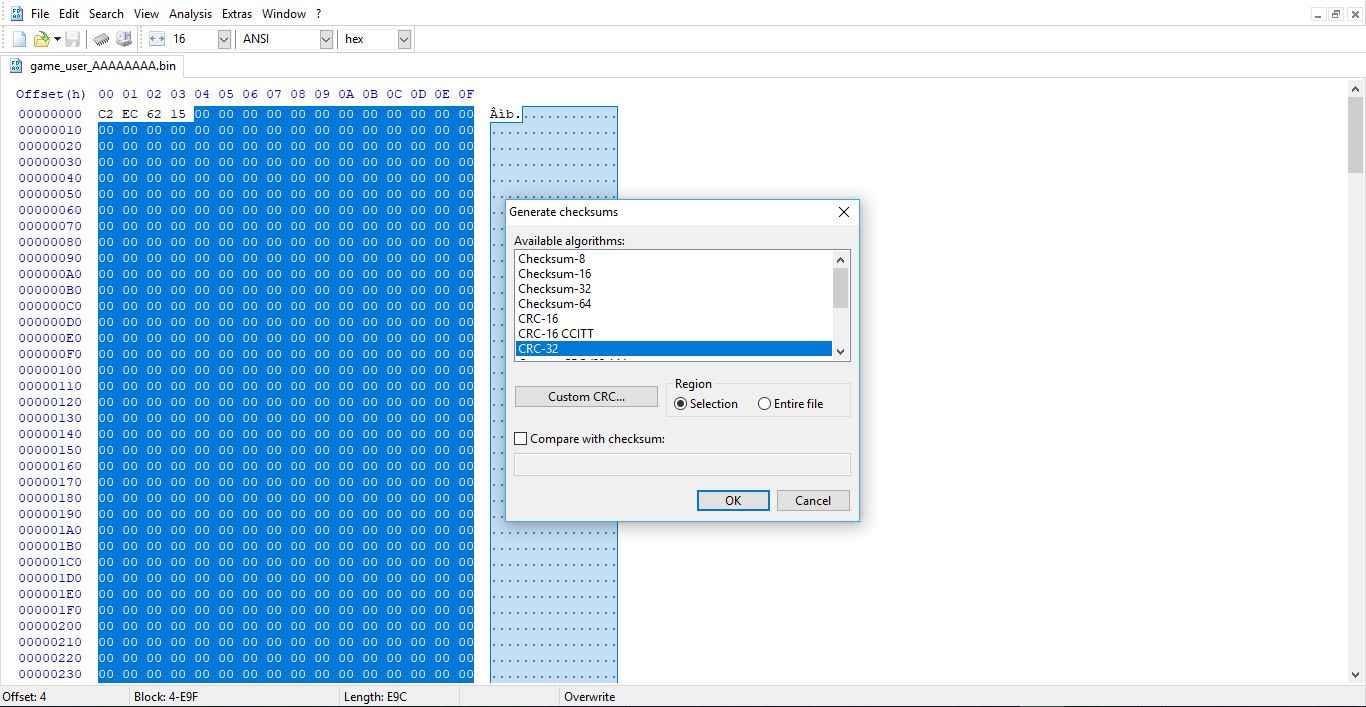 File Edit Search View Analysis Extras Window ?
16 ANSI hex
game_user_AAAAAAAA.bin
Offset(h) 00 01 02 03 04 05 06 07 08 09 0A 0B 0C 0D 0E 0F
00000000 C2 EC 62 15 00 00 00 00 00 00 00 00 00 00 00 00 Âìb.............
00000010 00 00 00 00 00 00 00 00 00 00 00 00 00 00 00 00 ................
00000020 00 00 00 00 00 00 00 00 00 00 00 00 00 00 00 00 ................
00000030 00 00 00 00 00 00 00 00 00 00 00 00 00 00 00 00 ................
00000040 00 00 00 00 00 00 00 00 00 00 00 00 00 00 00 00 ................
00000050 00 00 00 00 00 00 00 00 00 00 00 00 00 00 00 00 ................
00000060 00 00 00 00 00 00 00 00 00 00 00 00 00 00 00 00 .
00000070 00 00 00 00 00 00 00 00 00 00 00 00 00 00 00 00 .
00000080 00 00 00 00 00 00 00 00 00 00 00 00 00 00 00 00 .
00000090 00 00 00 00 00 00 00 00 00 00 00 00 00 00 00 00 .
000000A0 00 00 00 00 00 00 00 00 00 00 00 00 00 00 00 00 .
000000B0 00 00 00 00 00 00 00 00 00 00 00 00 00 00 00 00 .
000000C0 00 00 00 00 00 00 00 00 00 00 00 00 00 00 00 00 .
000000D0 00 00 00 00 00 00 00 00 00 00 00 00 00 00 00 00 .
000000E0 00 00 00 00 00 00 00 00 00 00 00 00 00 00 00 00 .
000000F0 00 00 00 00 00 00 00 00 00 00 00 00 00 00 00 00 .
00000100 00 00 00 00 00 00 00 00 00 00 00 00 00 00 00 00 .
00000110 00 00 00 00 00 00 00 00 00 00 00 00 00 00 00 00 .
00000120 00 00 00 00 00 00 00 00 00 00 00 00 00 00 00 00 .
00000130 00 00 00 00 00 00 00 00 00 00 00 00 00 00 00 00 .
00000140 00 00 00 00 00 00 00 00 00 00 00 00 00 00 00 00 .
00000150 00 00 00 00 00 00 00 00 00 00 00 00 00 00 00 00 .
00000160 00 00 00 00 00 00 00 00 00 00 00 00 00 00 00 00 .
00000170 00 00 00 00 00 00 00 00 00 00 00 00 00 00 00 00 .
00000180 00 00 00 00 00 00 00 00 00 00 00 00 00 00 00 00 .
00000190 00 00 00 00 00 00 00 00 00 00 00 00 00 00 00 00 .
000001A0 00 00 00 00 00 00 00 00 00 00 00 00 00 00 00 00 ................
000001B0 00 00 00 00 00 00 00 00 00 00 00 00 00 00 00 00 ................
000001C0 00 00 00 00 00 00 00 00 00 00 00 00 00 00 00 00 ................
000001D0 00 00 00 00 00 00 00 00 00 00 00 00 00 00 00 00 ................
000001E0 00 00 00 00 00 00 00 00 00 00 00 00 00 00 00 00 ................
000001F0 00 00 00 00 00 00 00 00 00 00 00 00 00 00 00 00 ................
00000200 00 00 00 00 00 00 00 00 00 00 00 00 00 00 00 00 ................
00000210 00 00 00 00 00 00 00 00 00 00 00 00 00 00 00 00 ................
00000220 00 00 00 00 00 00 00 00 00 00 00 00 00 00 00 00 ................
00000230 00 00 00 00 00 00 00 00 00 00 00 00 00 00 00 00 ................
Generate checksums
Available algorithms:
Checksum-8
Checksum-16
Checksum-32
Checksum-64
CRC-16
CRC-16 CCITT
CRC-32
Custom CRC...
Region
Selection Entire file
Compare with checksum:
OK Cancel
Offset: 4 Block: 4-E9F Length: E9C Overwrite